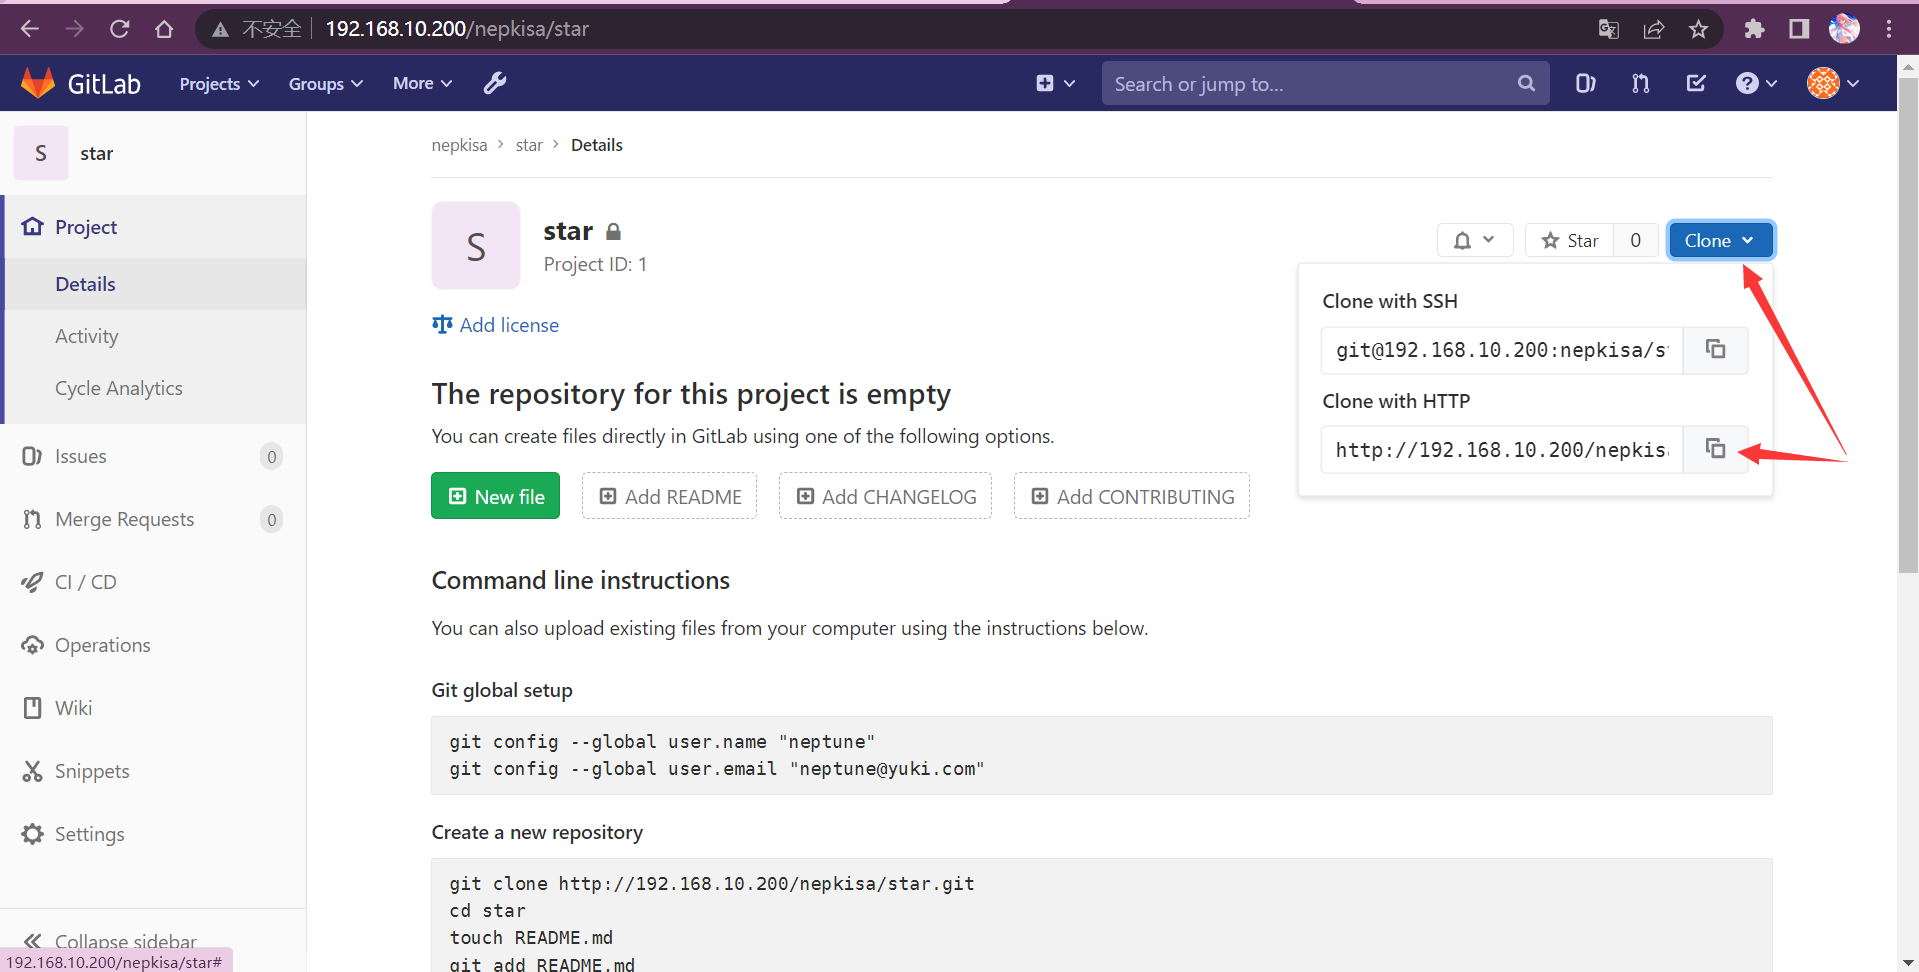 不安全 192.168.10.200/nepkisa/star
GitLab Projects Groups More Search or jump to...
S star
nepkisa > star > Details
Project
Details
Activity
Cycle Analytics
Issues 0
Merge Requests 0
CI / CD
Operations
Wiki
Snippets
Settings
Collapse sidebar
192.168.10.200/nepkisa/star#
S
star
Project ID: 1
Star 0 Clone
Clone with SSH
git@192.168.10.200:nepkisa/s
Clone with HTTP
http://192.168.10.200/nepkis
Add license
The repository for this project is empty
You can create files directly in GitLab using one of the following options.
New file Add README Add CHANGELOG Add CONTRIBUTING
Command line instructions
You can also upload existing files from your computer using the instructions below.
Git global setup
git config --global user.name "neptune"
git config --global user.email "neptune@yuki.com"
Create a new repository
git clone http://192.168.10.200/nepkisa/star.git
cd star
touch README.md
git add README.md